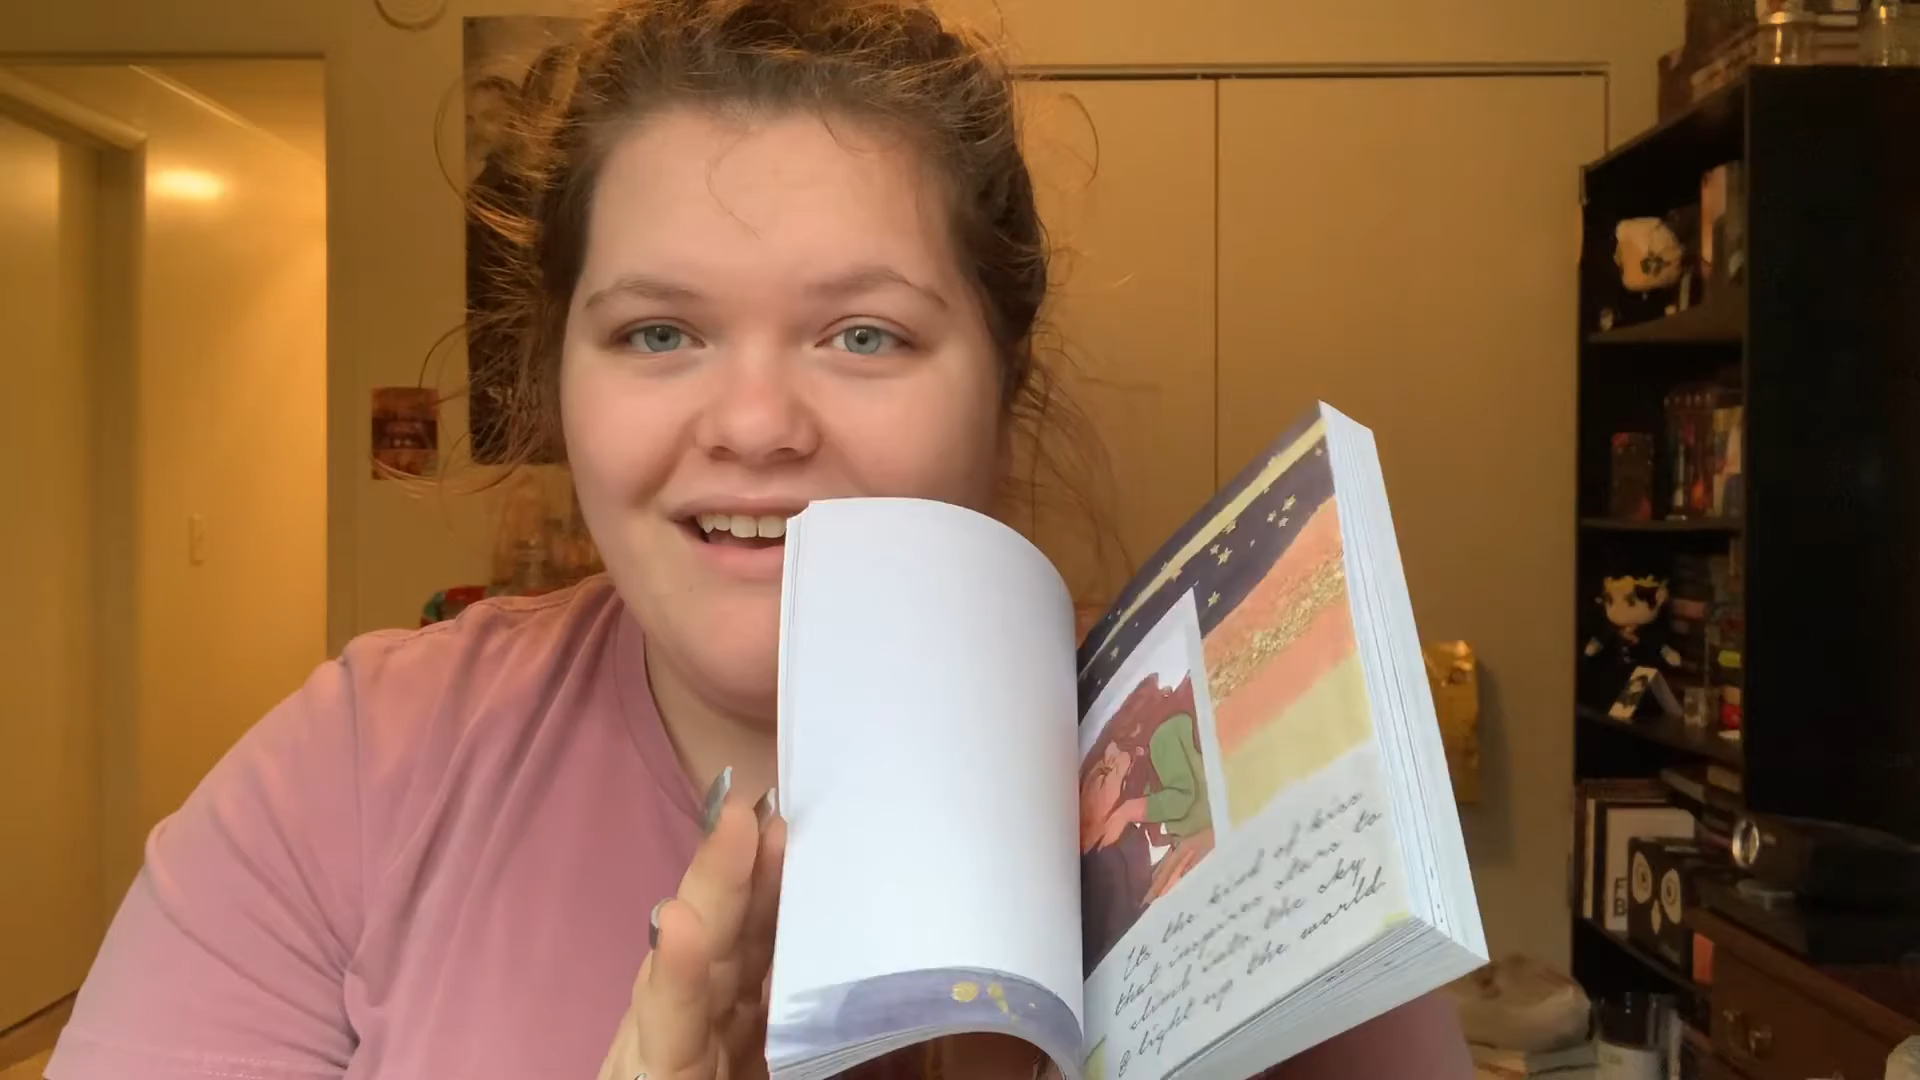 It's the kind of kiss
that inspires stars to
climb into the sky
& light up the world
F
B